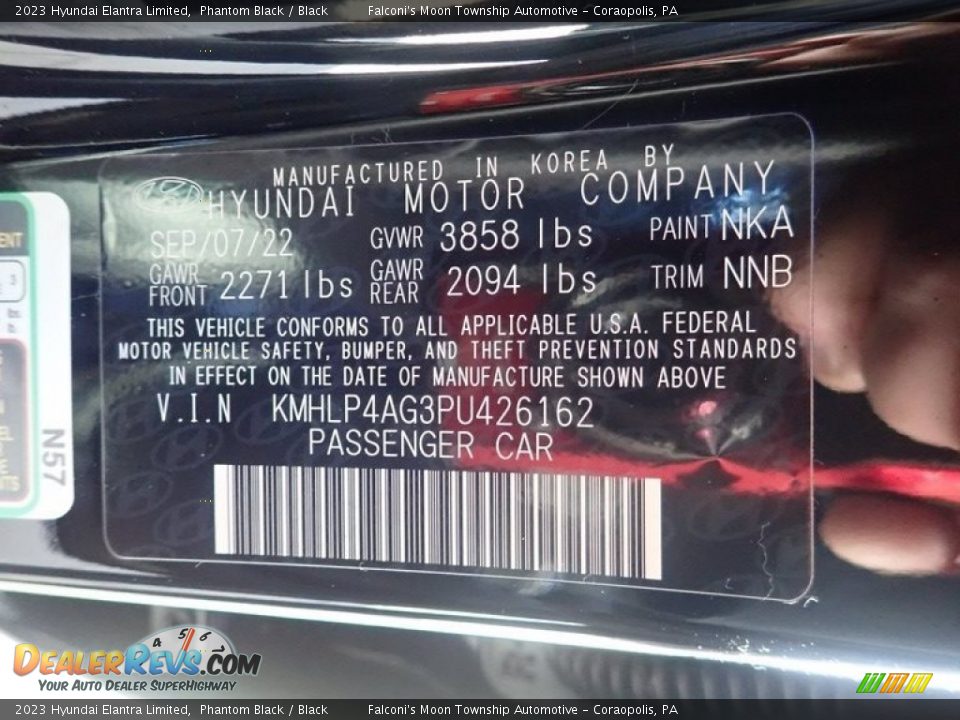 2023 Hyundai Elantra Limited, Phantom Black / Black Falconi's Moon Township Automotive - Coraopolis, PA
MANUFACTURED IN KOREA BY
HYUNDAI MOTOR COMPANY
SEP/07/22 GVWR 3858 lbs PAINT NKA
GAWR FRONT 2271 lbs GAWR REAR 2094 lbs TRIM NNB
THIS VEHICLE CONFORMS TO ALL APPLICABLE U.S.A. FEDERAL
MOTOR VEHICLE SAFETY, BUMPER, AND THEFT PREVENTION STANDARDS
IN EFFECT ON THE DATE OF MANUFACTURE SHOWN ABOVE
V.I.N KMHLP4AG3PU426162
PASSENGER CAR
N57
4 5 6
DEALERREVS.COM
YOUR AUTO DEALER SUPERHIGHWAY
2023 Hyundai Elantra Limited, Phantom Black / Black Falconi's Moon Township Automotive - Coraopolis, PA